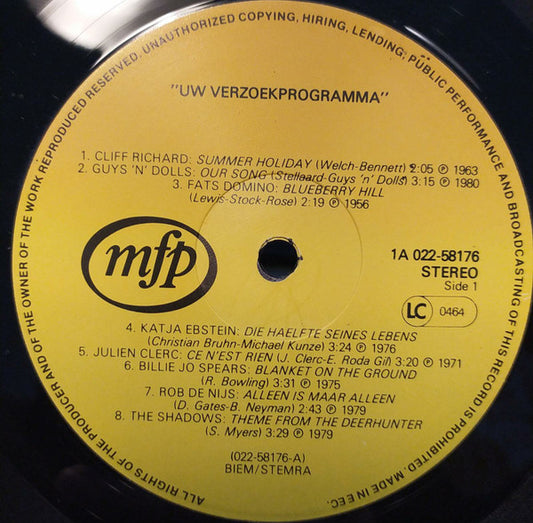 ALL RIGHTS OF THE PRODUCER AND OF THE OWNER OF THE WORK REPRODUCED RESERVED. UNAUTHORIZED COPYING, HIRING, LENDING, PUBLIC PERFORMANCE AND BROADCASTING OF THIS RECORD IS PROHIBITED. MADE IN EEC.
"UW VERZOEKPROGRAMMA"
1. CLIFF RICHARD: SUMMER HOLIDAY (Welch-Bennett) 2:05 ℗ 1963
2. GUYS 'N' DOLLS: OUR SONG (Stellaard-Guys 'n' Dolls) 3:15 ℗ 1980
3. FATS DOMINO: BLUEBERRY HILL
(Lewis-Stock-Rose) 2:19 ℗ 1956
mfp
1A 022-58176
STEREO
Side 1
LC 0464
4. KATJA EBSTEIN: DIE HAELFTE SEINES LEBENS
(Christian Bruhn-Michael Kunze) 3:24 ℗ 1976
5. JULIEN CLERC: CE N'EST RIEN (J. Clerc-E. Roda Gil) 3:20 ℗ 1971
6. BILLIE JO SPEARS: BLANKET ON THE GROUND
(R. Bowling) 3:31 ℗ 1975
7. ROB DE NIJS: ALLEEN IS MAAR ALLEEN
(D. Gates-B. Neyman) 2:43 ℗ 1979
8. THE SHADOWS: THEME FROM THE DEERHUNTER
(S. Myers) 3:29 ℗ 1979
(022-58176-A)
BIEM/STEMRA